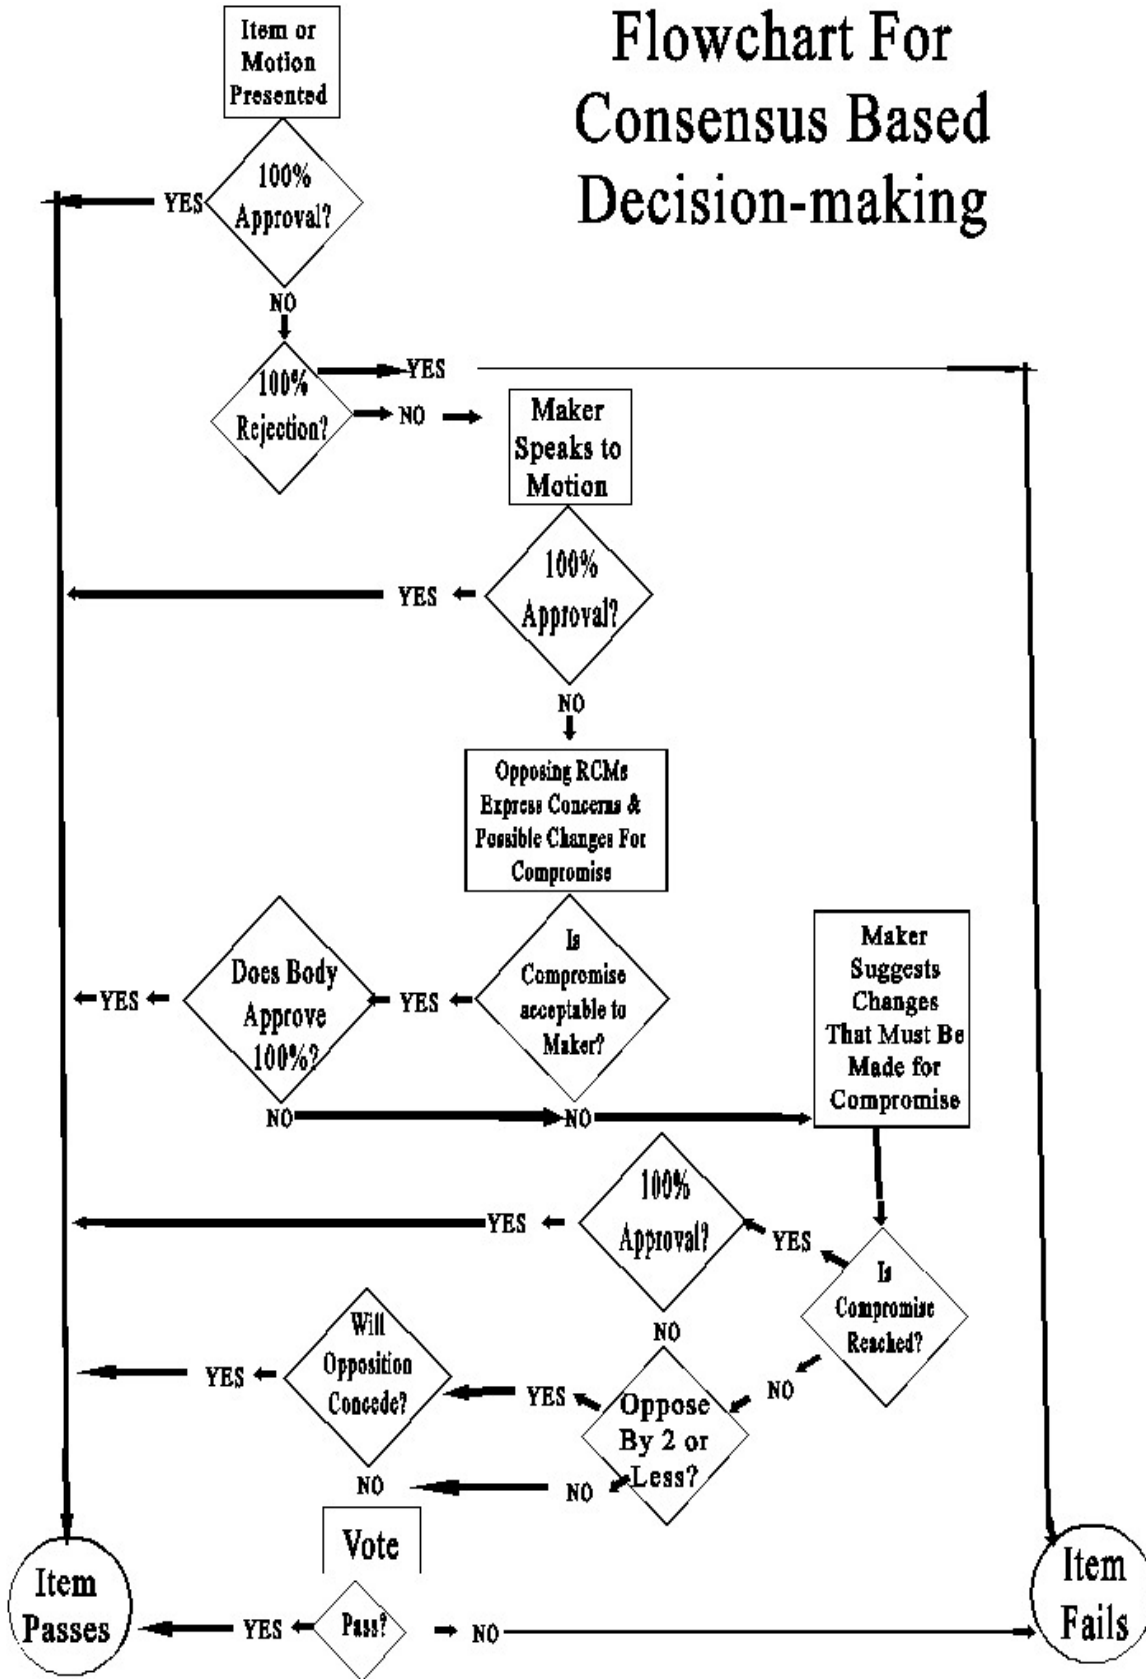 Flowchart For
Consensus Based
Decision-making
Item or
Motion
Presented
100%
Approval?
YES
NO
100%
Rejection?
YES
NO
Maker
Speaks to
Motion
100%
Approval?
YES
NO
Opposing RCMs
Express Concerns &
Possible Changes For
Compromise
Is
Compromise
acceptable to
Maker?
YES
Does Body
Approve
100%?
YES
NO
NO
Maker
Suggests
Changes
That Must Be
Made for
Compromise
Is
Compromise
Reached?
YES
NO
100%
Approval?
YES
NO
Oppose
By 2 or
Less?
YES
NO
Will
Opposition
Concede?
YES
NO
Vote
Pass?
YES
NO
Item
Passes
Item
Fails